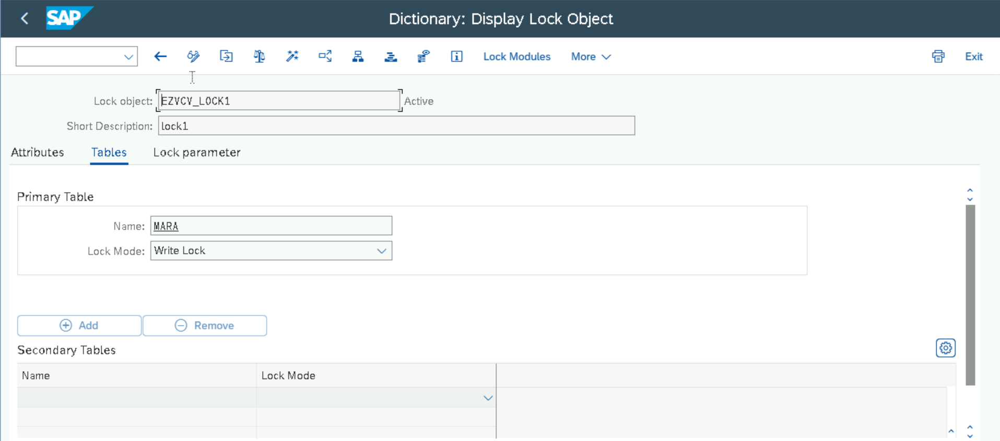 SAP Dictionary: Display Lock Object
Lock Modules More Exit
Lock object: EZVCV_LOCK1 Active
Short Description: lock1
Attributes Tables Lock parameter
Primary Table
Name: MARA
Lock Mode: Write Lock
Add Remove
Secondary Tables
Name Lock Mode